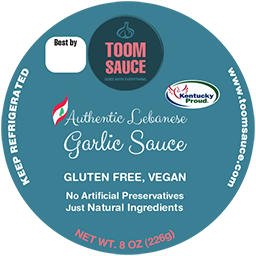 Best by
TOOM
SAUCE
GOES WITH EVERYTHING
KEEP REFRIGERATED
www.toomsauce.com
Kentucky
Proud.
Authentic Lebanese
Garlic Sauce
GLUTEN FREE, VEGAN
No Artificial Preservatives
Just Natural Ingredients
NET WT. 8 OZ (226g)